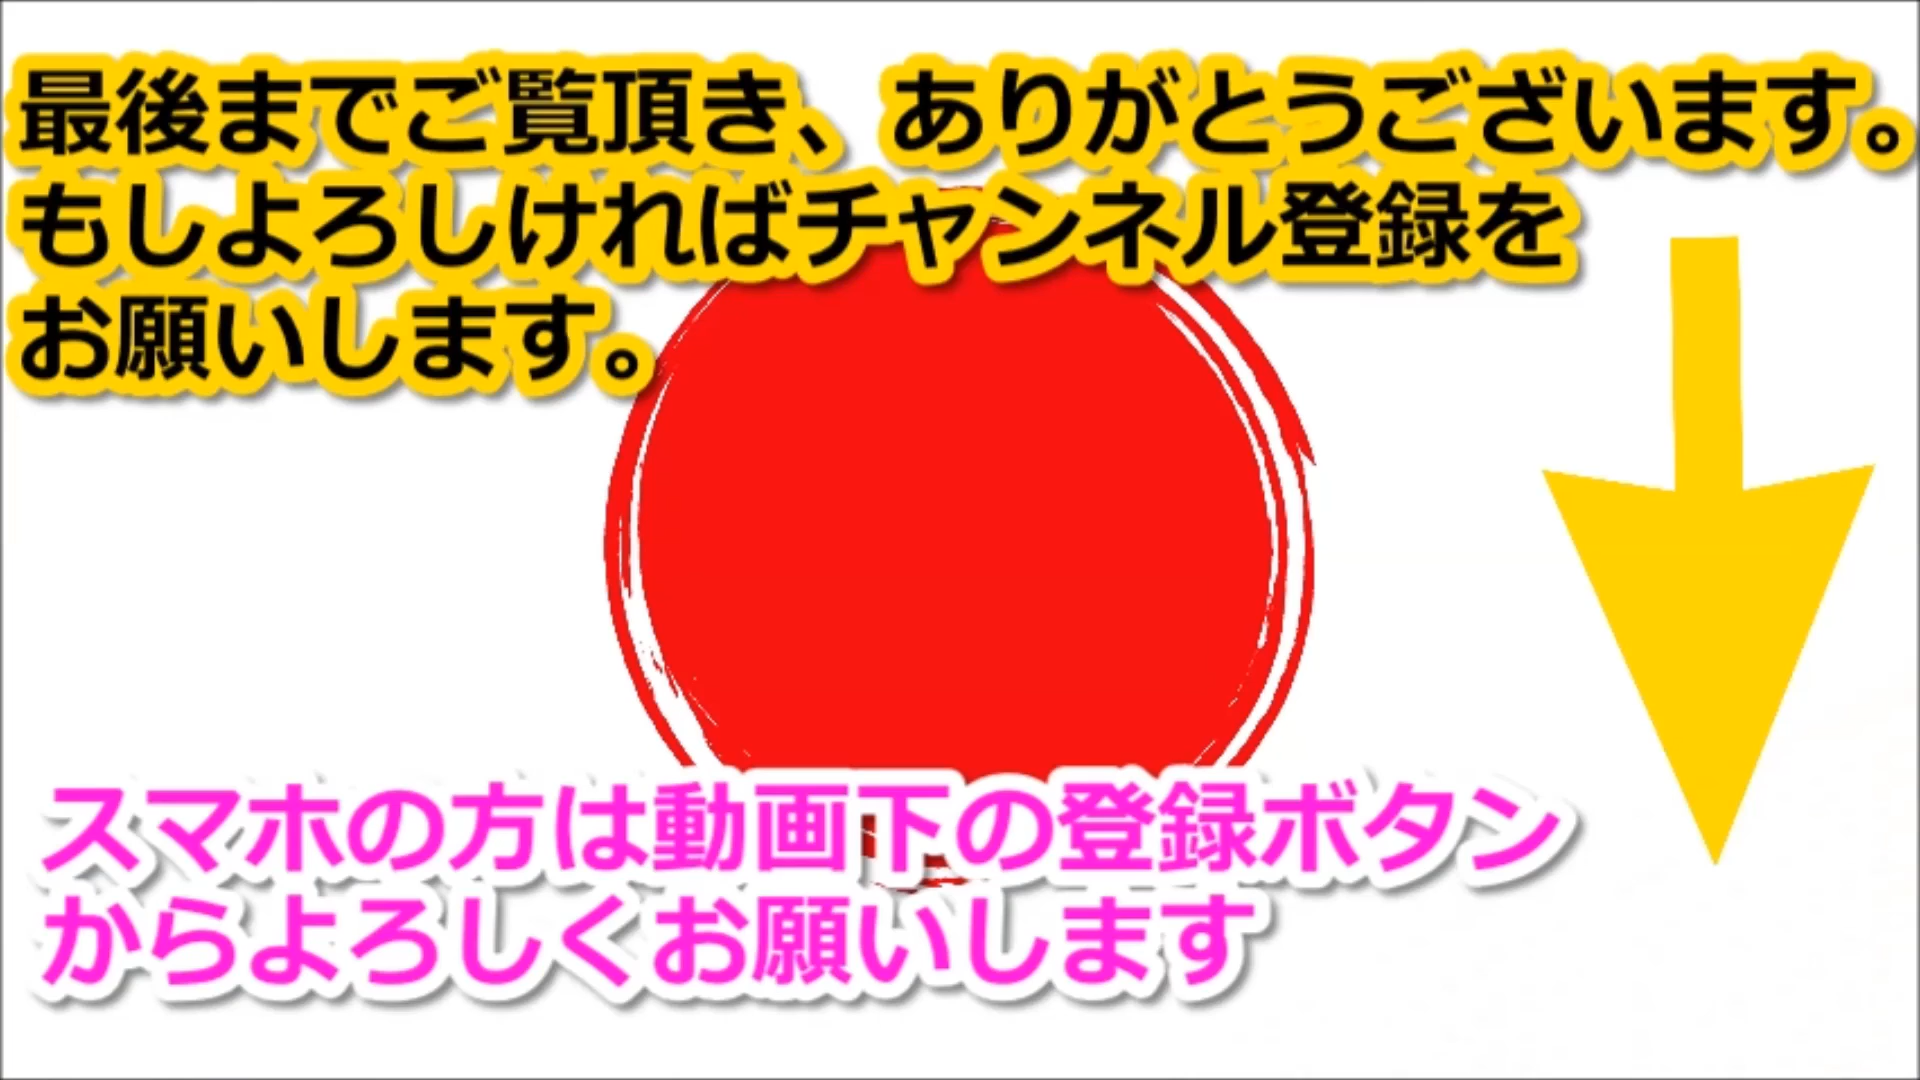 最後までご覧頂き、ありがとうございます。
もしよろしければチャンネル登録を
お願いします。
スマホの方は動画下の登録ボタン
からよろしくお願いします